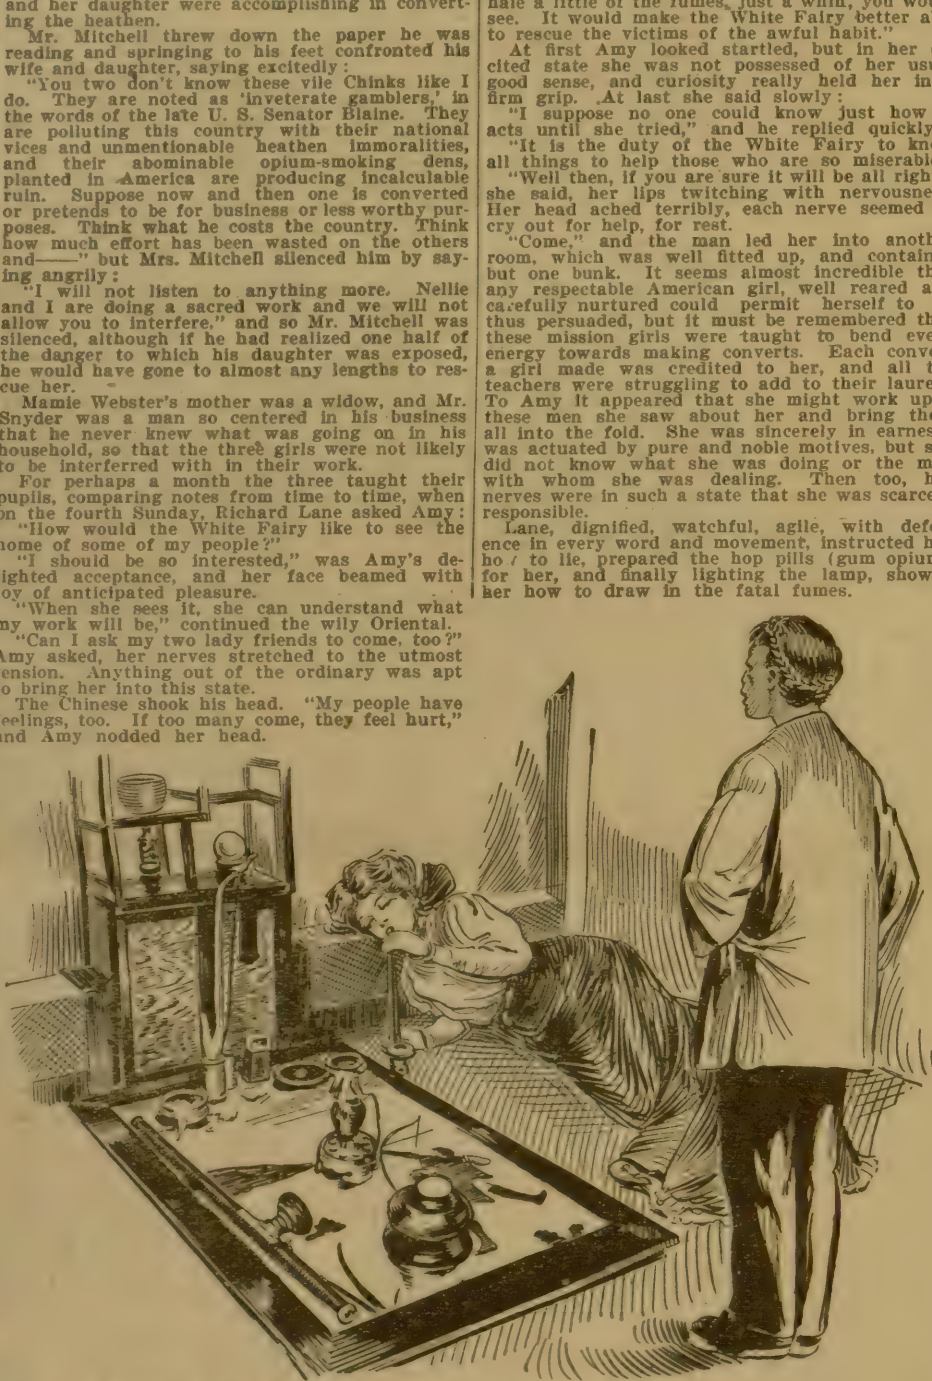 and her daughter were accomplishing in convert-
ing the heathen.
Mr. Mitchell threw down the paper he was
reading and springing to his feet confronted his
wife and daughter, saying excitedly:
"You two don't know these vile Chinks like I
do. They are noted as 'inveterate gamblers,' in
the words of the late U. S. Senator Blaine. They
are polluting this country with their national
vices and unmentionable heathen immoralities,
and their abominable opium-smoking dens,
planted in America are producing incalculable
ruin. Suppose now and then one is converted
or pretends to be for business or less worthy pur-
poses. Think what he costs the country. Think
how much effort has been wasted on the others
and——" but Mrs. Mitchell silenced him by say-
ing angrily:
"I will not listen to anything more. Nellie
and I are doing a sacred work and we will not
allow you to interfere," and so Mr. Mitchell was
silenced, although if he had realized one half of
the danger to which his daughter was exposed,
he would have gone to almost any lengths to res-
cue her.
Mamie Webster's mother was a widow, and Mr.
Snyder was a man so centered in his business
that he never knew what was going on in his
household, so that the three girls were not likely
to be interferred with in their work.
For perhaps a month the three taught their
pupils, comparing notes from time to time, when
on the fourth Sunday, Richard Lane asked Amy:
"How would the White Fairy like to see the
home of some of my people?"
"I should be so interested," was Amy's de-
ighted acceptance, and her face beamed with
oy of anticipated pleasure.
"When she sees it, she can understand what
my work will be," continued the wily Oriental.
"Can I ask my two lady friends to come, too?"
Amy asked, her nerves stretched to the utmost
ension. Anything out of the ordinary was apt
o bring her into this state.
The Chinese shook his head. "My people have
eelings, too. If too many come, they feel hurt,"
and Amy nodded her head.
hale a little of the fumes, just a whiff, you wou
see. It would make the White Fairy better a
to rescue the victims of the awful habit."
At first Amy looked startled, but in her
cited state she was not possessed of her usu
good sense, and curiosity really held her in
firm grip. At last she said slowly:
"I suppose no one could know just how
acts until she tried," and he replied quickly
"It is the duty of the White Fairy to kn
all things to help those who are so miserabl
"Well then, if you are sure it will be all righ
she said, her lips twitching with nervousne
Her head ached terribly, each nerve seemed
cry out for help, for rest.
"Come," and the man led her into anoth
room, which was well fitted up, and contain
but one bunk. It seems almost incredible th
any respectable American girl, well reared a
carefully nurtured could permit herself to
thus persuaded, but it must be remembered th
these mission girls were taught to bend eve
energy towards making converts. Each conve
a girl made was credited to her, and all t
teachers were struggling to add to their laure
To Amy it appeared that she might work up
these men she saw about her and bring the
all into the fold. She was sincerely in earnes
was actuated by pure and noble motives, but s
did not know what she was doing or the m
with whom she was dealing. Then too, h
nerves were in such a state that she was scarce
responsible.
Lane, dignified, watchful, agile, with defe
ence in every word and movement, instructed h
ho to lie, prepared the hop pills (gum opium
for her, and finally lighting the lamp, show
her how to draw in the fatal fumes.